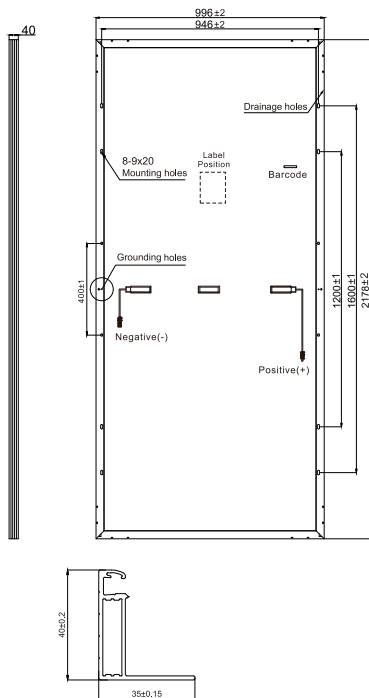 996±2
946±2
40
Drainage holes
8-9x20
Mounting holes
Label
Position
Barcode
Grounding holes
400±1
1200±1
1600±1
2178±2
Negative(-)
Positive(+)
40±0.2
35±0.15